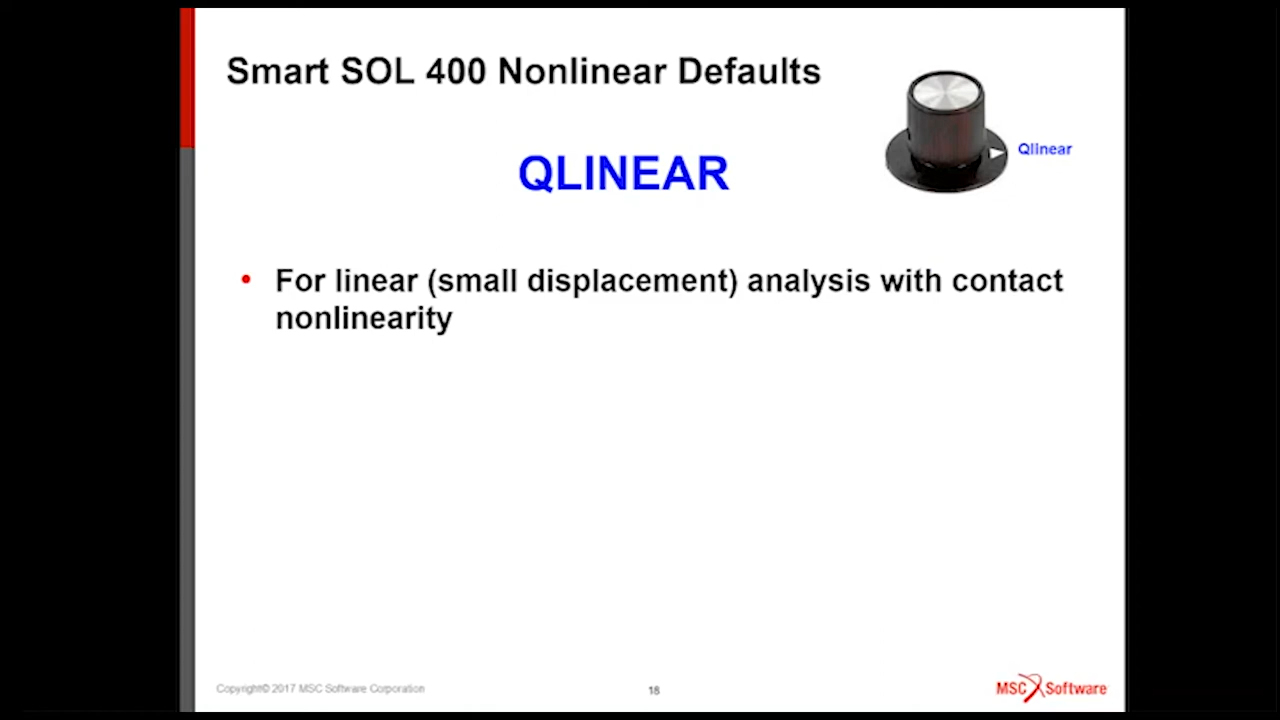 Smart SOL 400 Nonlinear Defaults
Qlinear
QLINEAR
• For linear (small displacement) analysis with contact
nonlinearity
Copyright© 2017 MSC Software Corporation
18
MSC Software